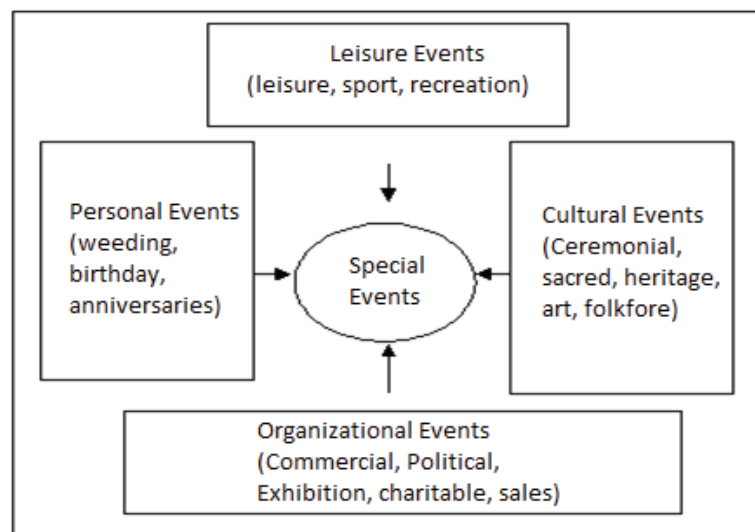 Leisure Events
(leisure, sport, recreation)
Personal Events
(weeding,
birthday,
anniversaries)
Special
Events
Cultural Events
(Ceremonial,
sacred, heritage,
art, folkfore)
Organizational Events
(Commercial, Political,
Exhibition, charitable, sales)